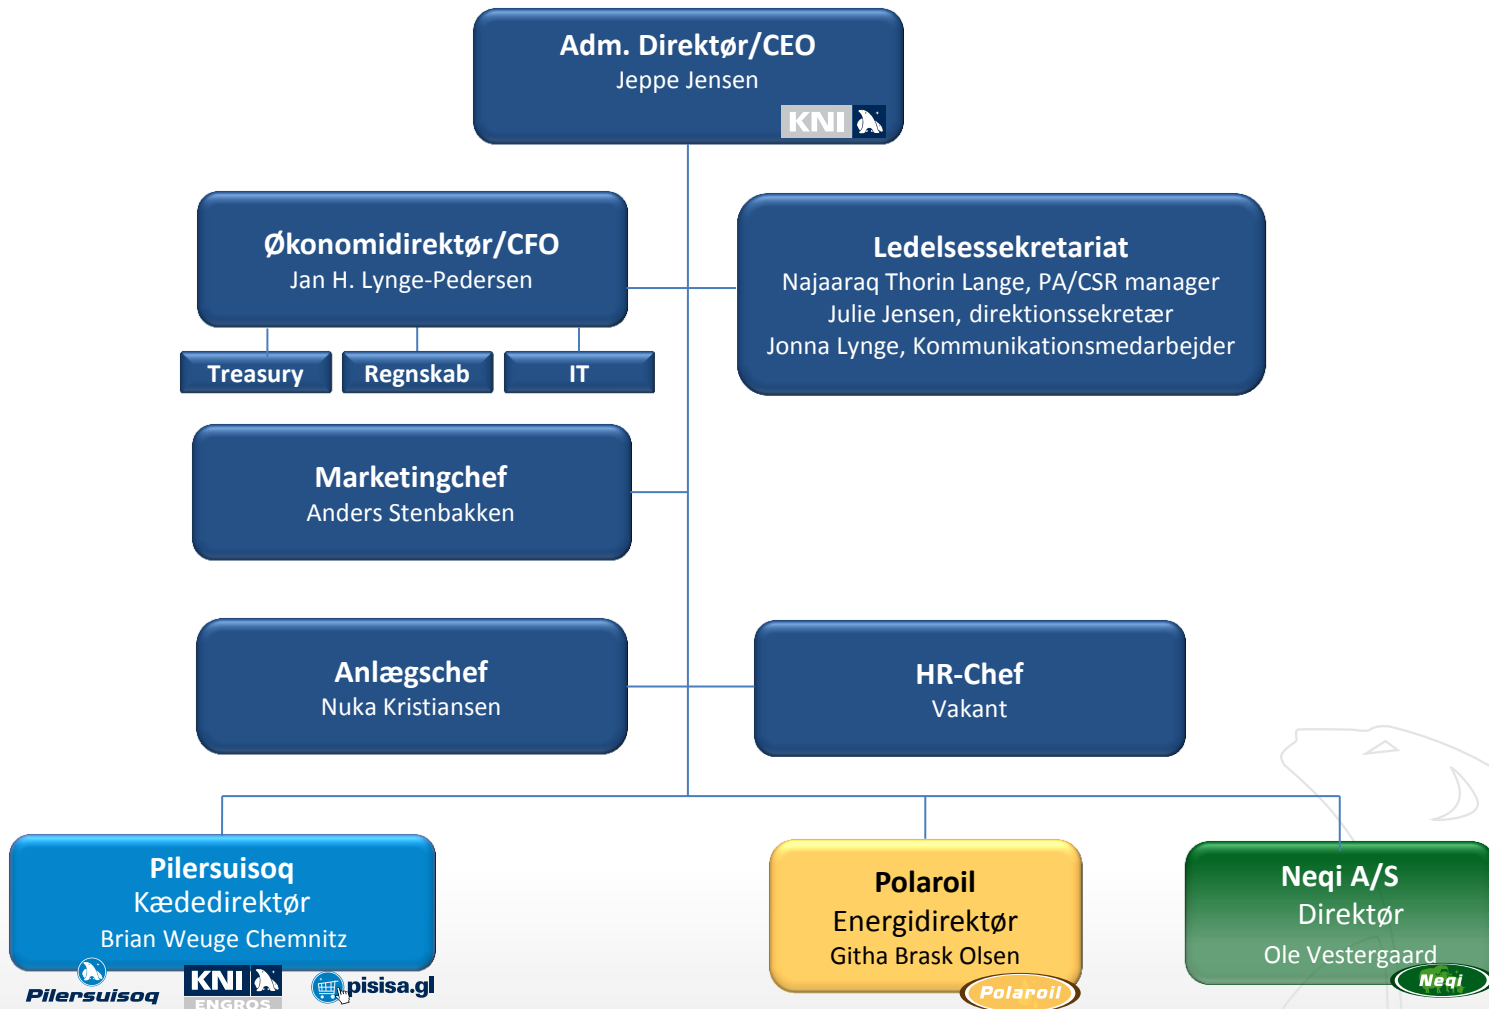 Adm. Direktør/CEO
Jeppe Jensen
KNI
Økonomidirektør/CFO
Jan H. Lynge-Pedersen
Ledelsessekretariat
Najaaraq Thorin Lange, PA/CSR manager
Julie Jensen, direktionssekretær
Jonna Lynge, Kommunikationsmedarbejder
Treasury
Regnskab
IT
Marketingchef
Anders Stenbakken
Anlægschef
Nuka Kristiansen
HR-Chef
Vakant
Pilersuisoq
Kædedirektør
Brian Weuge Chemnitz
Pilersuisoq
KNI
ENGROS
pisisa.gl
Polaroil
Energidirektør
Githa Brask Olsen
Polaroil
Neqi A/S
Direktør
Ole Vestergaard
Neqi